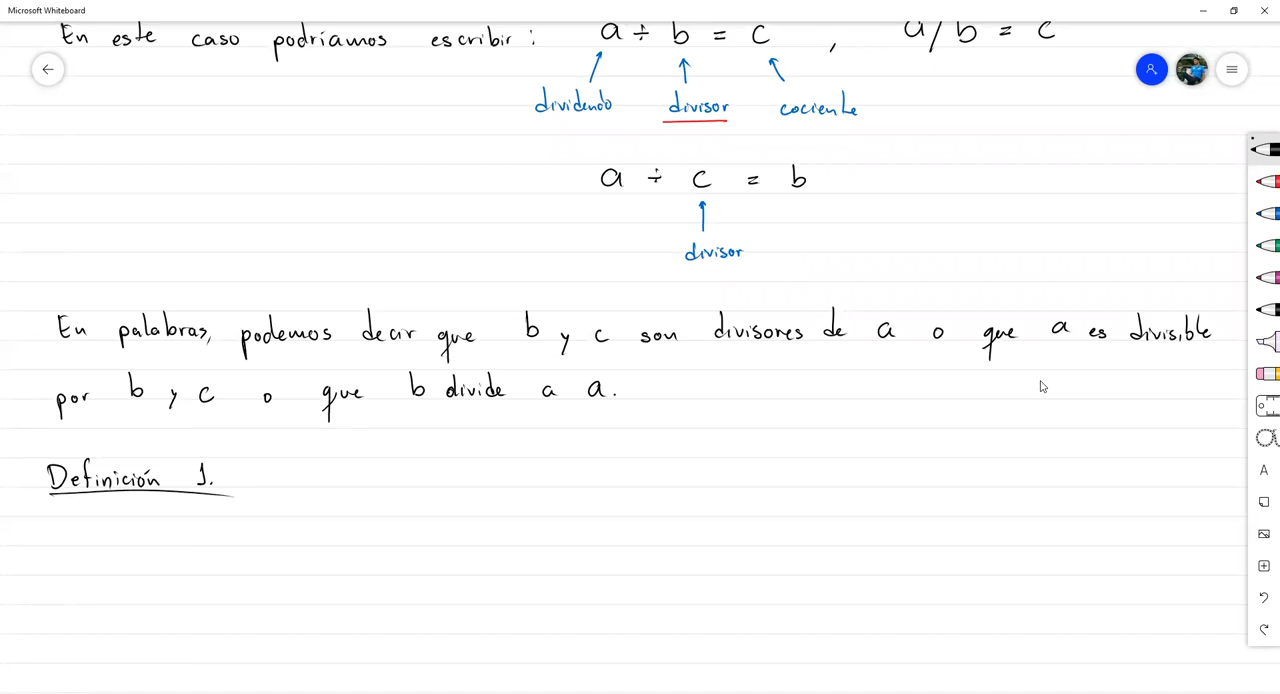 Microsoft Whiteboard
En este caso podríamos escribir: a ÷ b = c , a/b = c
dividendo divisor cociente
a ÷ c = b
divisor
En palabras, podemos decir que b y c son divisores de a o que a es divisible
por b y c o que b divide a a.
Definición 1.